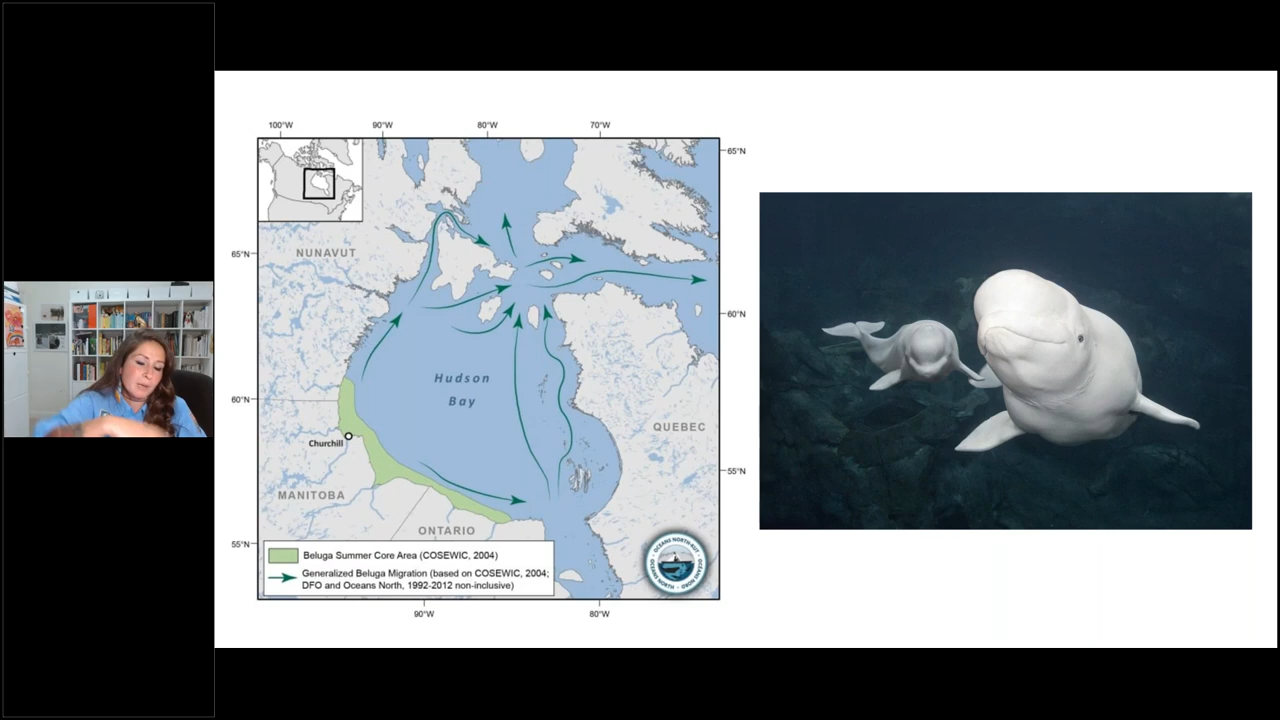 100°W 90°W 80°W 70°W
65°N
NUNAVUT
65°N
60°N
Hudson
Bay
60°N
QUEBEC
Churchill
55°N
MANITOBA
ONTARIO
55°N
Beluga Summer Core Area (COSEWIC, 2004)
Generalized Beluga Migration (based on COSEWIC, 2004;
DFO and Oceans North, 1992-2012 non-inclusive)
OCEANS NORTH
90°W 80°W